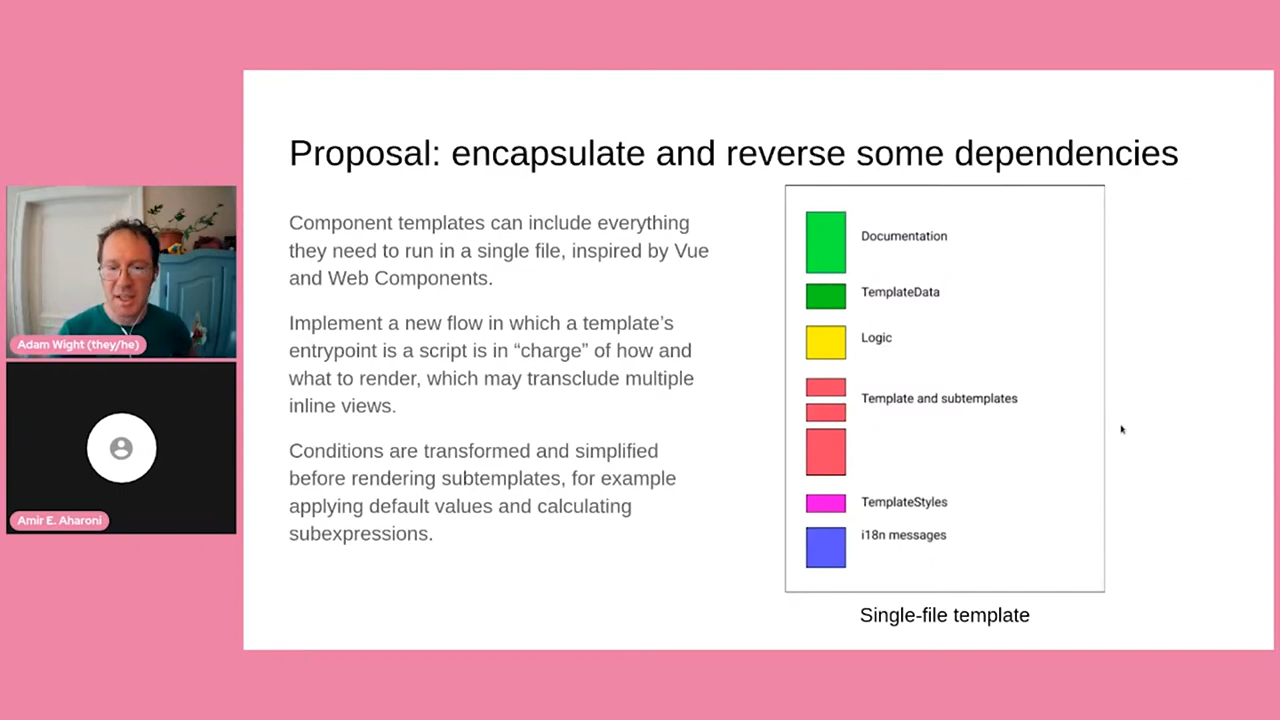 Proposal: encapsulate and reverse some dependencies
Component templates can include everything
they need to run in a single file, inspired by Vue
and Web Components.
Implement a new flow in which a template’s
entrypoint is a script is in “charge” of how and
what to render, which may transclude multiple
inline views.
Conditions are transformed and simplified
before rendering subtemplates, for example
applying default values and calculating
subexpressions.
Documentation
TemplateData
Logic
Template and subtemplates
TemplateStyles
i18n messages
Single-file template
Adam Wight (they/he)
Amir E. Aharoni